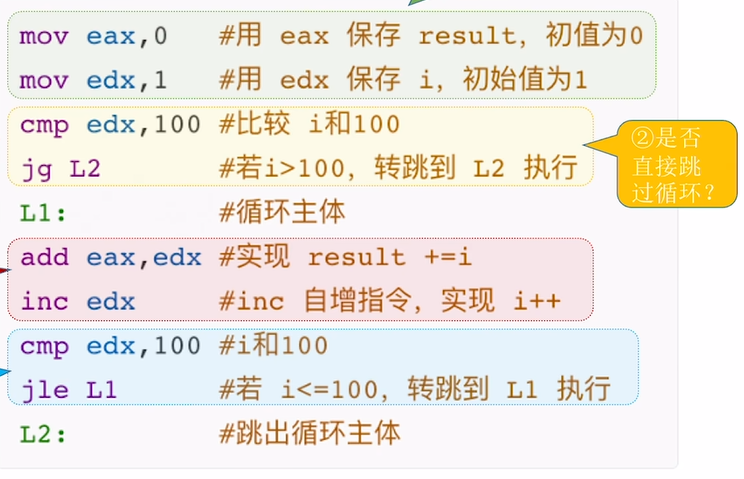 mov eax,0 #用 eax 保存 result，初值为0
mov edx,1 #用 edx 保存 i，初始值为1
cmp edx,100 #比较 i和100
jg L2 #若i>100，转跳到 L2 执行
②是否
直接跳
过循环？
L1: #循环主体
add eax,edx #实现 result +=i
inc edx #inc 自增指令，实现 i++
cmp edx,100 #i和100
jle L1 #若 i<=100，转跳到 L1 执行
L2: #跳出循环主体